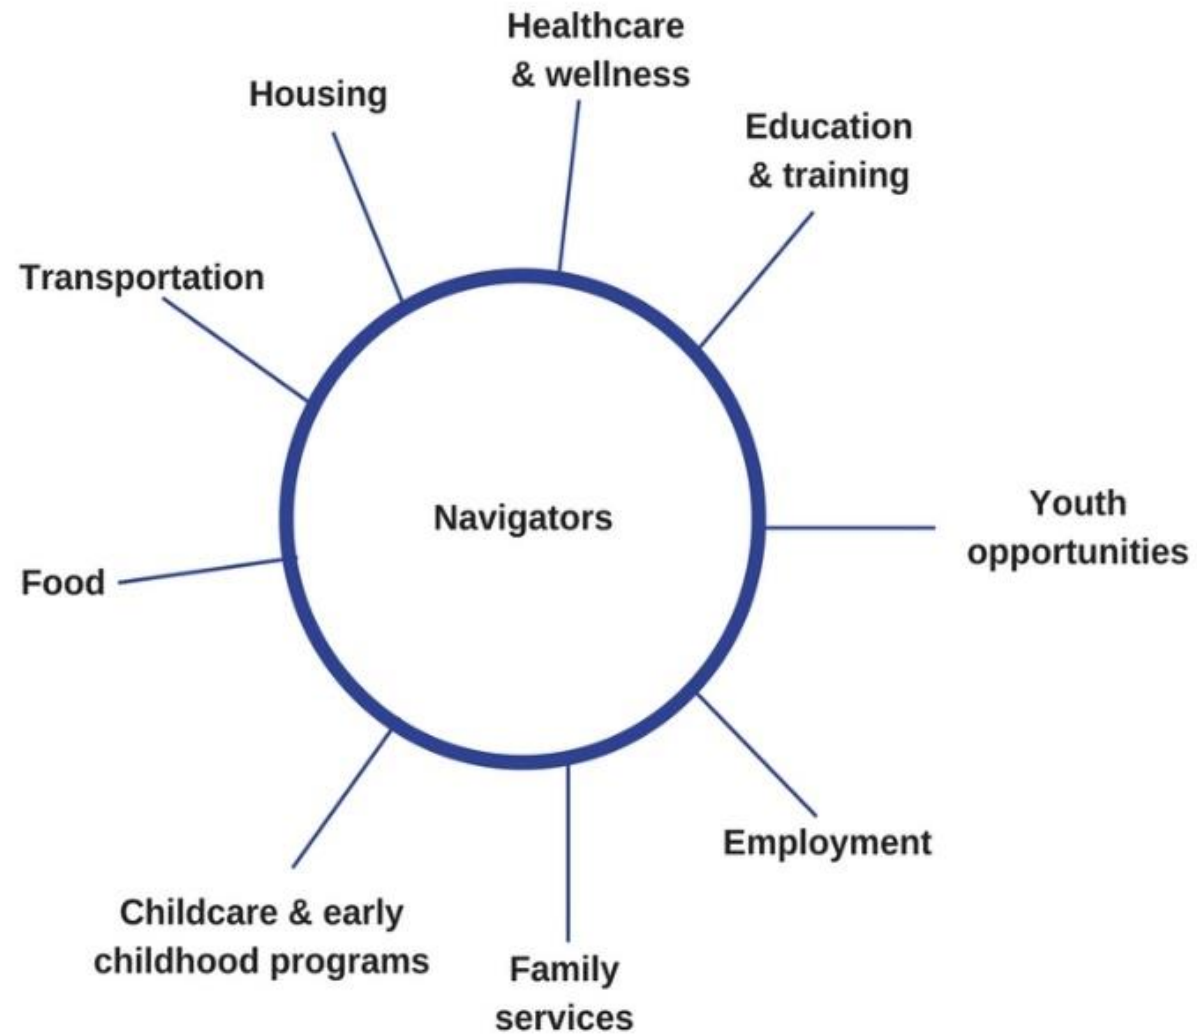 Healthcare
& wellness
Housing
Education
& training
Transportation
Navigators
Youth
opportunities
Food
Employment
Childcare & early
childhood programs
Family
services